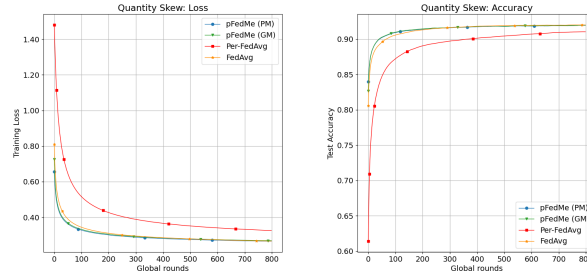 Quantity Skew: Loss
Training Loss
1.40
1.20
1.00
0.80
0.60
0.40
0
100
200
300
400
500
600
700
800
Global rounds
pFedMe (PM)
pFedMe (GM)
Per-FedAvg
FedAvg
Quantity Skew: Accuracy
Test Accuracy
0.90
0.85
0.80
0.75
0.70
0.65
0.60
0
100
200
300
400
500
600
700
Global rounds
pFedMe (PM)
pFedMe (GM)
Per-FedAvg
FedAvg